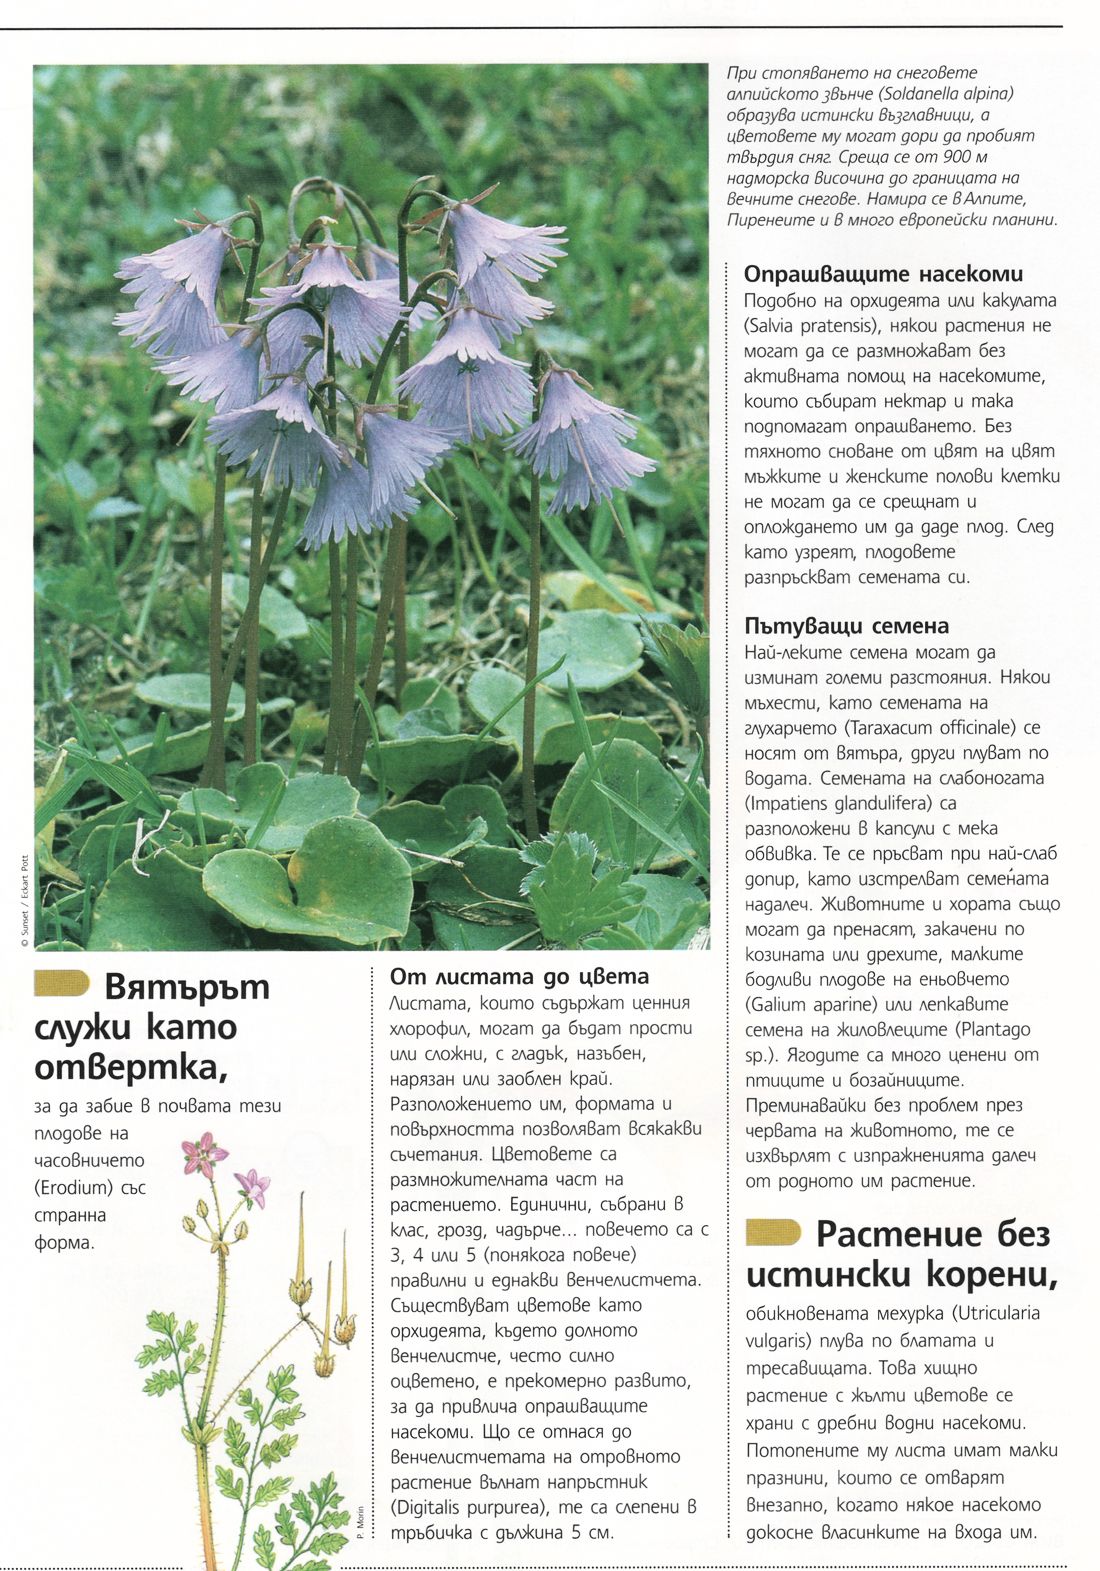 При стопяването на снеговете
алпийското звънче (Soldanella alpina)
образува истински възглавници, а
цветовете му могат дори да пробият
твърдия сняг. Среща се от 900 м
надморска височина до границата на
вечните снегове. Намира се в Алпите,
Пиренеите и в много европейски планини.
© Sunset / Eckart Pott
Вятърът
служи като
отвертка,
за да забие в почвата тези
плодове на
часовничето
(Erodium) със
странна
форма.
P. Morin
От листата до цвета
Листата, които съдържат ценния
хлорофил, могат да бъдат прости
или сложни, с гладък, назъбен,
нарязан или заоблен край.
Разположението им, формата и
повърхността позволяват всякакви
съчетания. Цветовете са
размножителната част на
растението. Единични, събрани в
клас, грозд, чадърче... повечето са с
3, 4 или 5 (понякога повече)
правилни и еднакви венчелистчета.
Съществуват цветове като
орхидеята, където долното
венчелистче, често силно
оцветено, е прекомерно развито,
за да привлича опрашващите
насекоми. Що се отнася до
венчелистчетата на отровното
растение вълнат напръстник
(Digitalis purpurea), те са слепени в
тръбичка с дължина 5 см.
Опрашващите насекоми
Подобно на орхидеята или какулата
(Salvia pratensis), някои растения не
могат да се размножават без
активната помощ на насекомите,
които събират нектар и така
подпомагат опрашването. Без
тяхното сноване от цвят на цвят
мъжките и женските полови клетки
не могат да се срещнат и
оплождането им да даде плод. След
като узреят, плодовете
разпръскват семената си.
Пътуващи семена
Най-леките семена могат да
изминат големи разстояния. Някои
мъхести, като семената на
глухарчето (Taraxacum officinale) се
носят от вятъра, други плуват по
водата. Семената на слабоногата
(Impatiens glandulifera) са
разположени в капсули с мека
обвивка. Те се пръсват при най-слаб
допир, като изстрелват семената
надалеч. Животните и хората също
могат да пренасят, закачени по
козината или дрехите, малките
бодливи плодове на еньовчето
(Galium aparine) или лепкавите
семена на жиловлеците (Plantago
sp.). Ягодите са много ценени от
птиците и бозайниците.
Преминавайки без проблем през
червата на животното, те се
изхвърлят с изпражненията далеч
от родното им растение.
Растение без
истински корени,
обикновената мехурка (Utricularia
vulgaris) плува по блатата и
тресавищата. Това хищно
растение с жълти цветове се
храни с дребни водни насекоми.
Потопените му листа имат малки
празнини, които се отварят
внезапно, когато някое насекомо
докосне власинките на входа им.